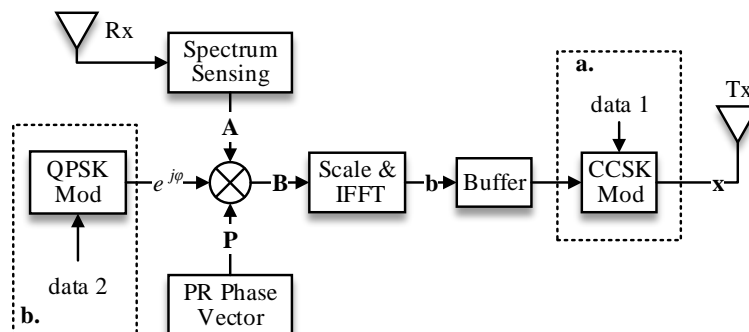 Rx
Spectrum
Sensing
a.
Tx
data 1
A
QPSK
Mod
e^{jφ}
B
Scale &
IFFT
b
Buffer
CCSK
Mod
x
P
data 2
b.
PR Phase
Vector